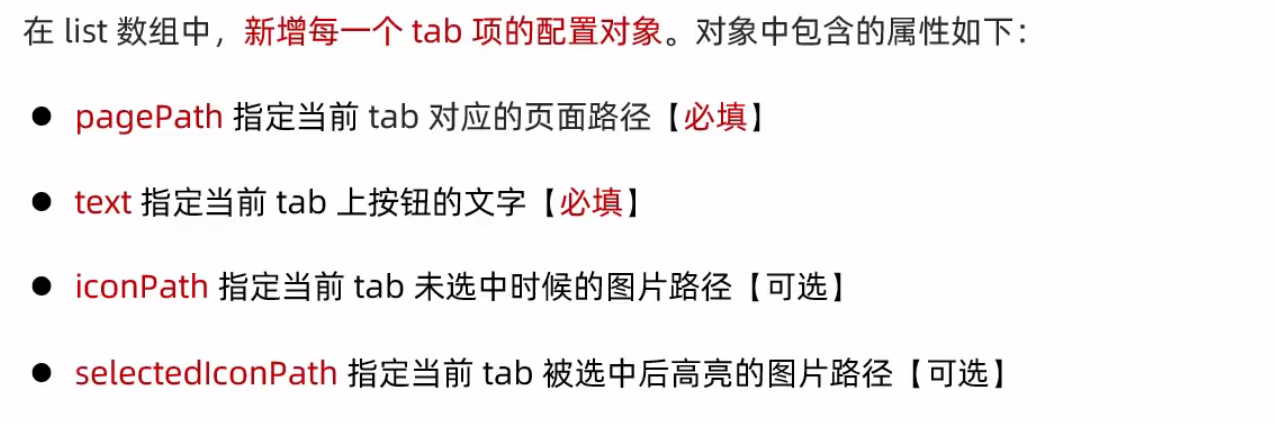 在 list 数组中，新增每一个 tab 项的配置对象。对象中包含的属性如下：
● pagePath 指定当前 tab 对应的页面路径【必填】
● text 指定当前 tab 上按钮的文字【必填】
● iconPath 指定当前 tab 未选中时候的图片路径【可选】
● selectedIconPath 指定当前 tab 被选中后高亮的图片路径【可选】